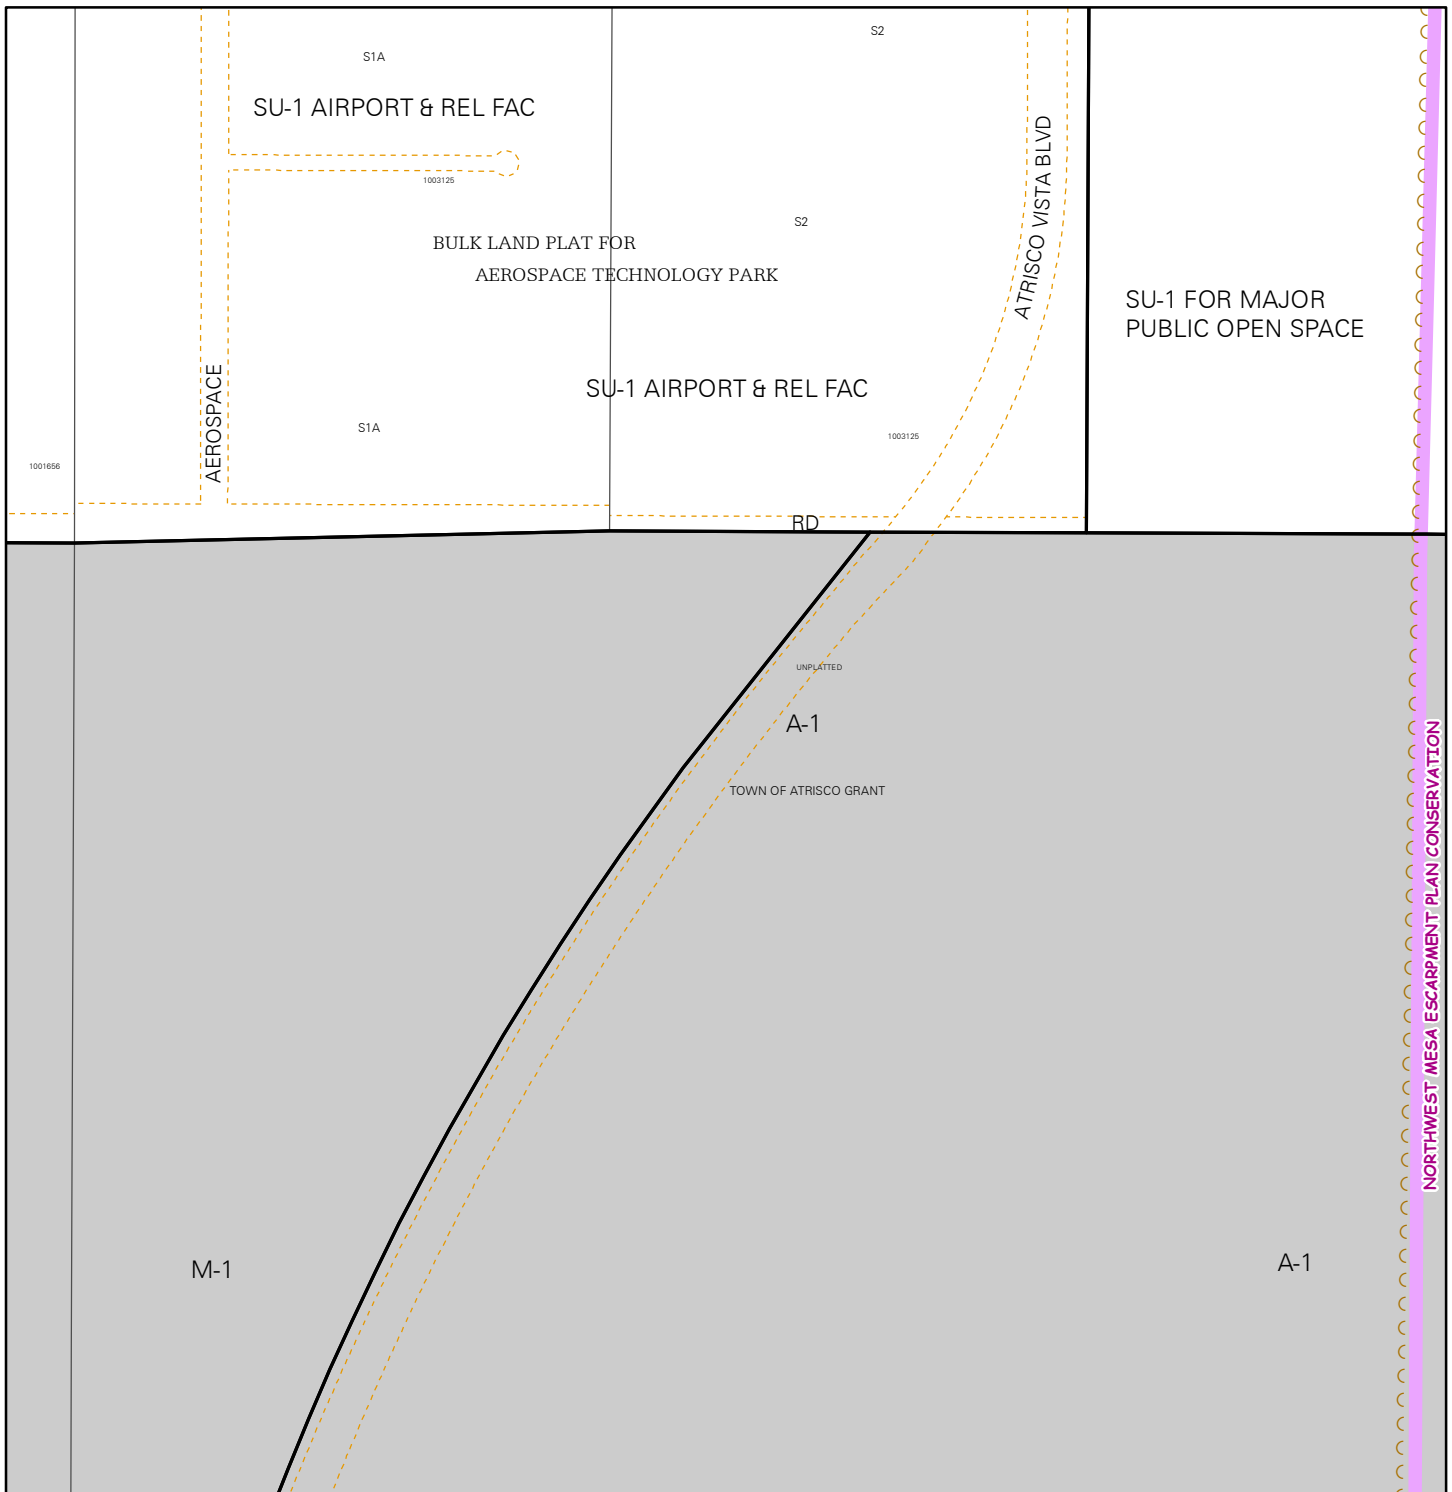 S2
S1A
SU-1 AIRPORT & REL FAC
ATRISCO VISTA BLVD
1003125
S2
BULK LAND PLAT FOR
AEROSPACE TECHNOLOGY PARK
SU-1 FOR MAJOR
PUBLIC OPEN SPACE
SU-1 AIRPORT & REL FAC
AEROSPACE
S1A
1003125
1001656
RD
UNPLATTED
A-1
TOWN OF ATRISCO GRANT
NORTHWEST MESA ESCARPMENT PLAN CONSERVATION
M-1
A-1